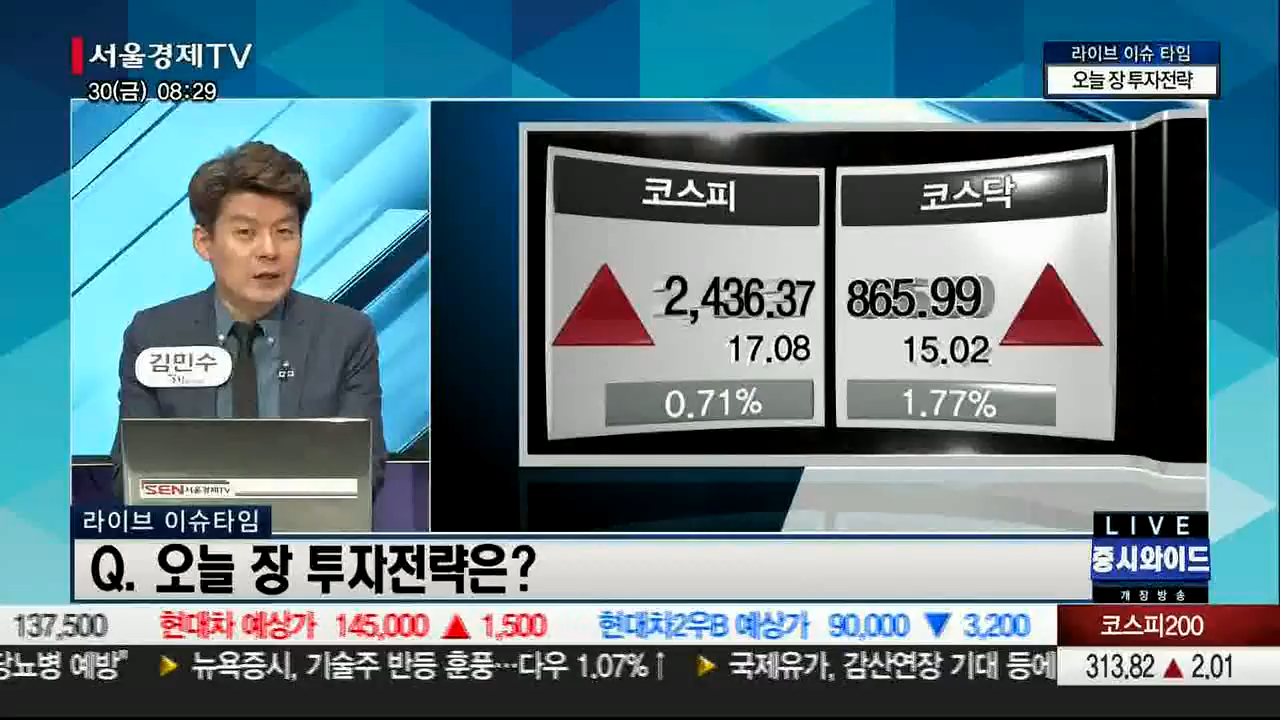 서울경제TV
30(금) 08:29
라이브 이슈 타임
오늘 장 투자전략
코스피
2,436.37
17.08
0.71%
코스닥
865.99
15.02
1.77%
김민수
SEN 서울경제TV
라이브 이슈타임
Q. 오늘 장 투자전략은?
LIVE
증시와이드
개장방송
137,500 현대차 예상가 145,000 ▲ 1,500 현대차2우B 예상가 90,000 ▼ 3,200
코스피200
당뇨병 예방" ▶ 뉴욕증시, 기술주 반등 훈풍…다우 1.07%↑ ▶ 국제유가, 감산연장 기대 등에
313.82 ▲ 2.01